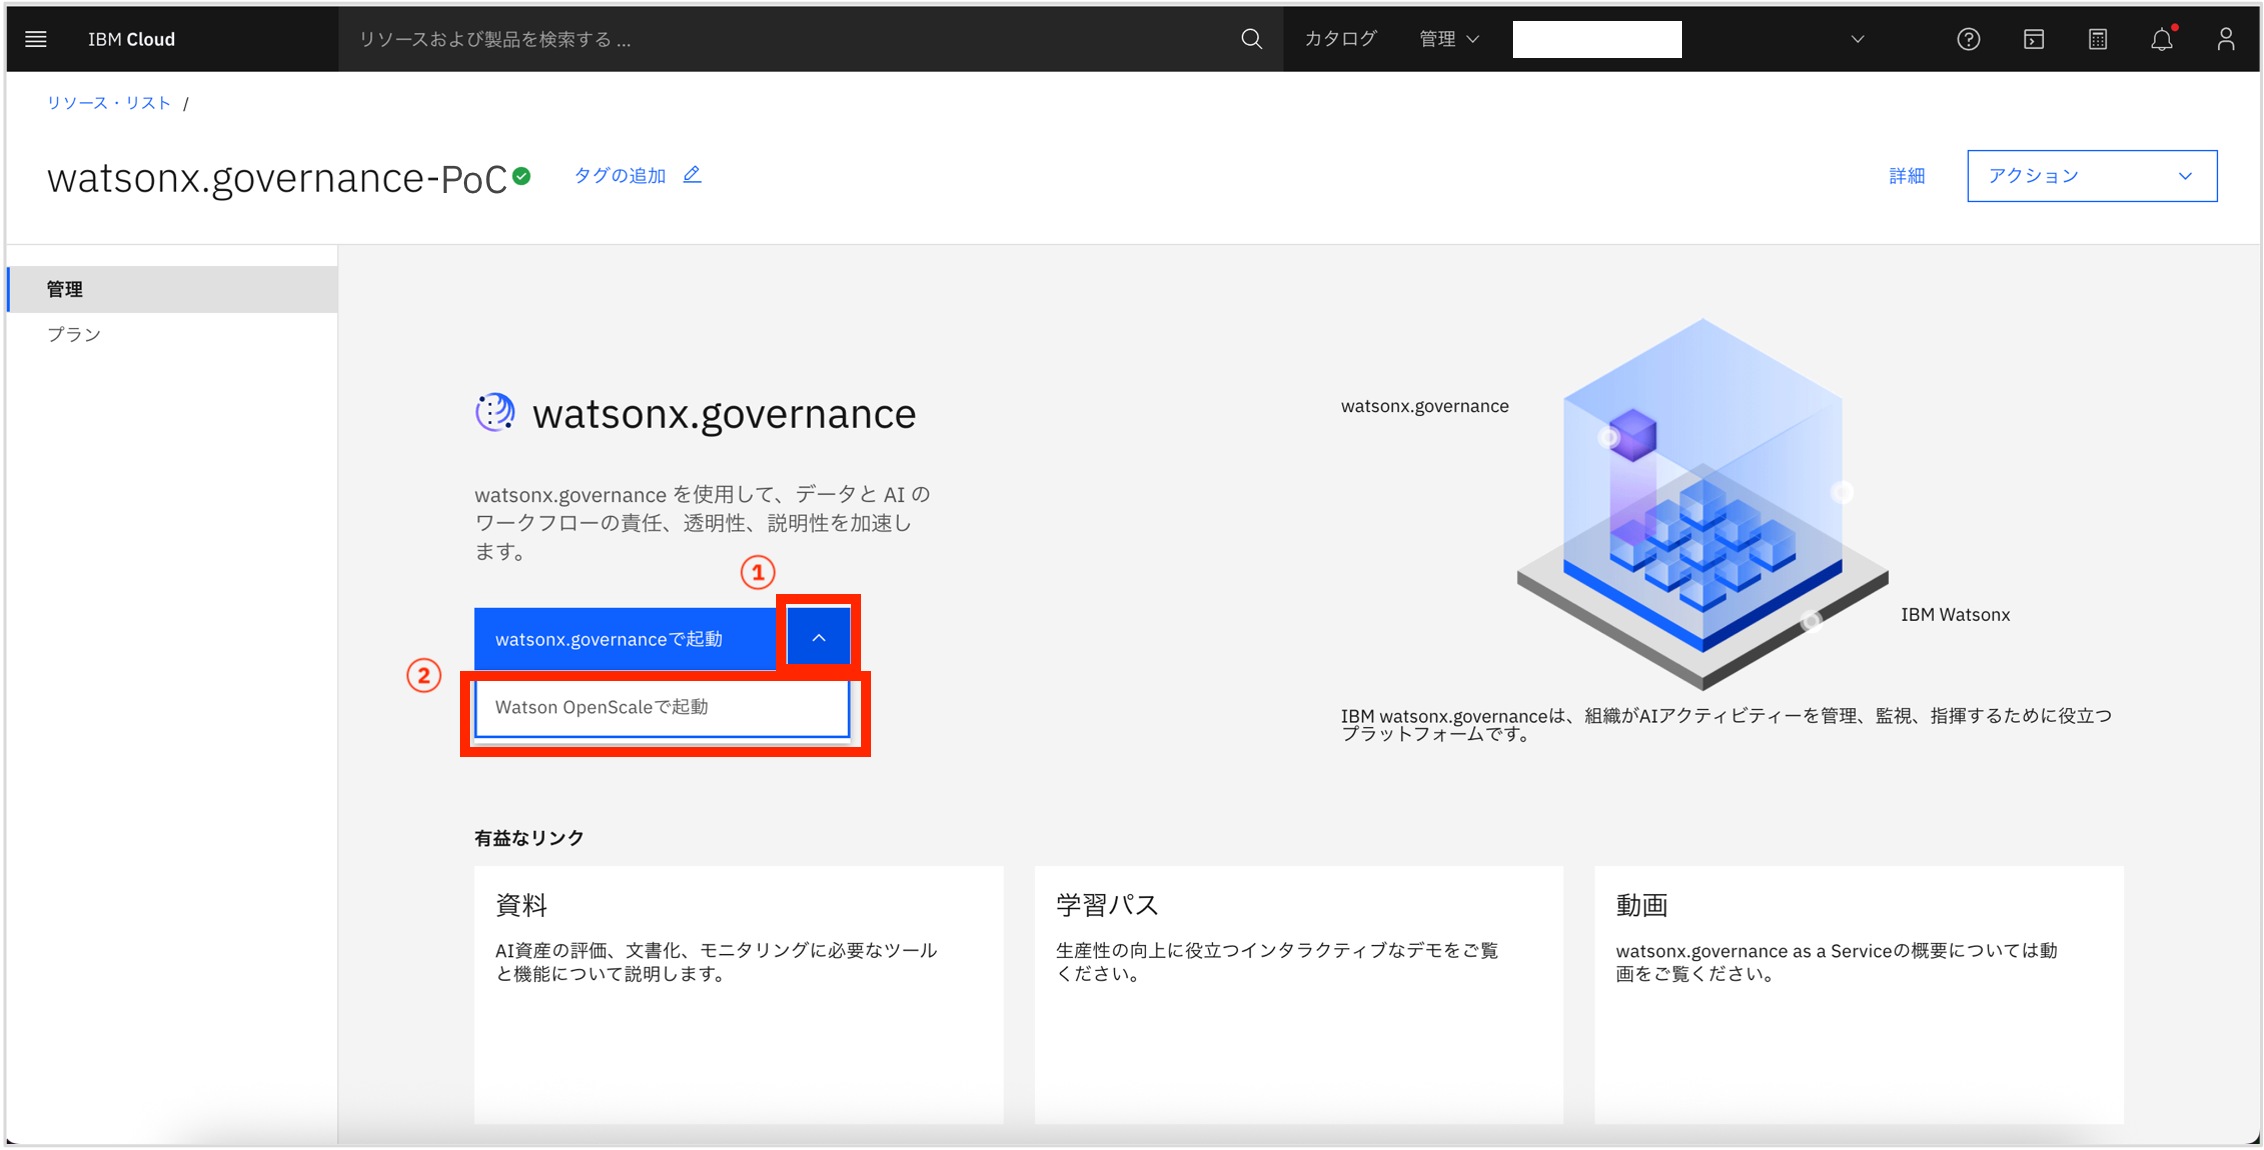 IBM Cloud
リソースおよび製品を検索する ...
カタログ
管理
リソース・リスト /
watsonx.governance-PoC
タグの追加
詳細
アクション
管理
プラン
watsonx.governance
watsonx.governance を使用して、データと AI の
ワークフローの責任、透明性、説明性を加速し
ます。
①
watsonx.governanceで起動
②
Watson OpenScaleで起動
watsonx.governance
IBM Watsonx
IBM watsonx.governanceは、組織がAIアクティビティーを管理、監視、指揮するために役立つ
プラットフォームです。
有益なリンク
資料
AI資産の評価、文書化、モニタリングに必要なツール
と機能について説明します。
学習パス
生産性の向上に役立つインタラクティブなデモをご覧
ください。
動画
watsonx.governance as a Serviceの概要については動
画をご覧ください。